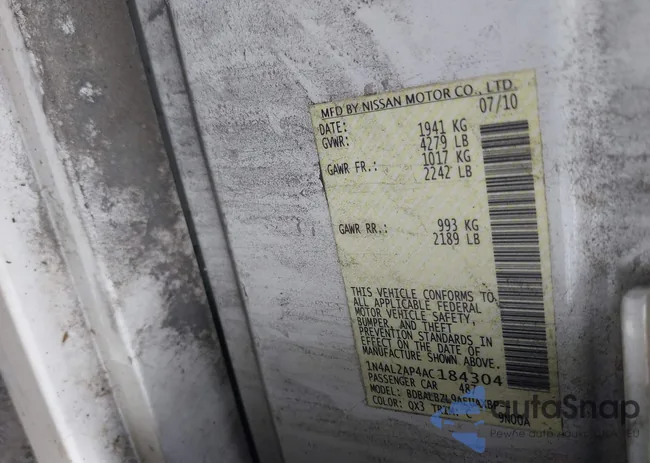 MFD BY NISSAN MOTOR CO., LTD.
DATE: 07/10
GVWR: 1941 KG
4279 LB
GAWR FR.: 1017 KG
2242 LB
GAWR RR.: 993 KG
2189 LB
THIS VEHICLE CONFORMS TO
ALL APPLICABLE FEDERAL
MOTOR VEHICLE SAFETY,
BUMPER, AND THEFT
PREVENTION STANDARDS IN
EFFECT ON THE DATE OF
MANUFACTURE SHOWN ABOVE.
1N4AL2AP4AC184304
PASSENGER CAR
MODEL:
COLOR: QX3
autaSnap